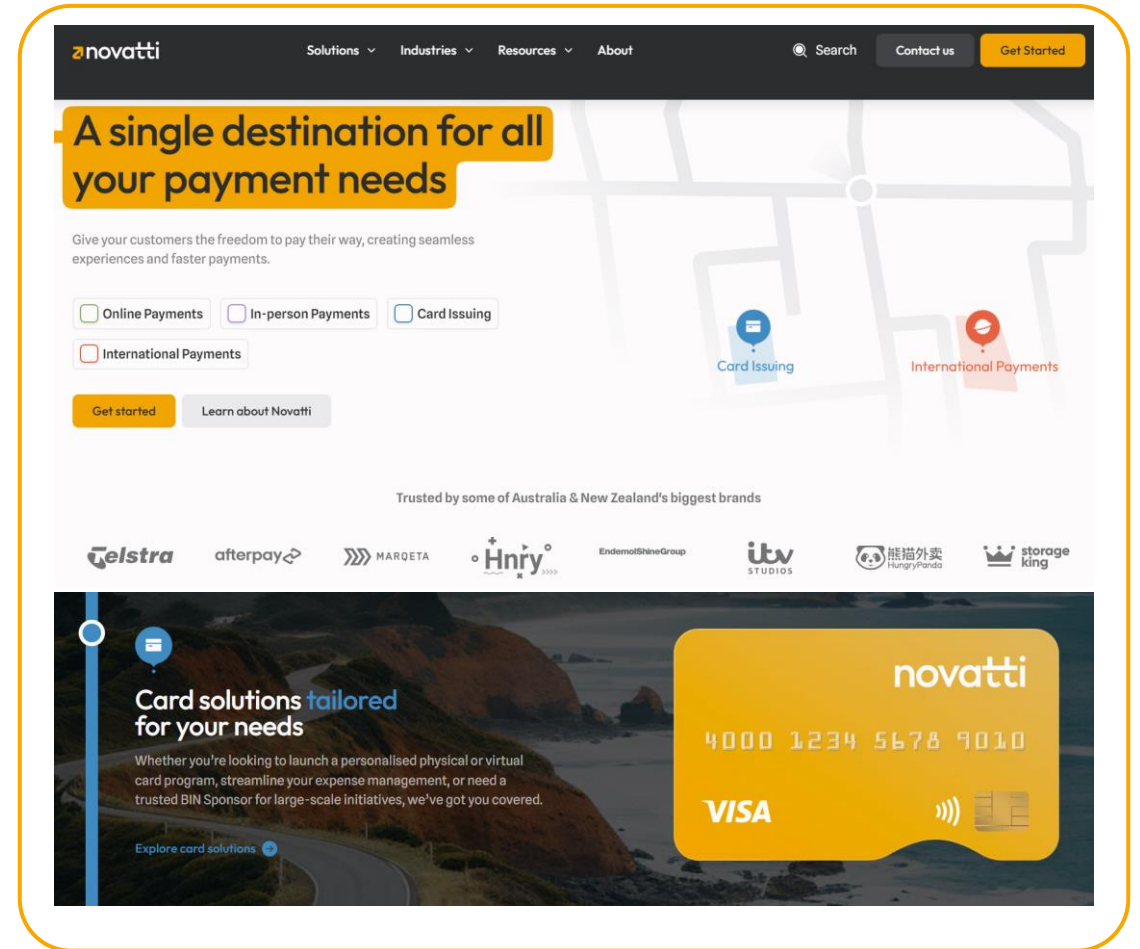 novatti
Solutions
Industries
Resources
About
Search
Contact us
Get Started
A single destination for all
your payment needs
Give your customers the freedom to pay their way, creating seamless
experiences and faster payments.
Online Payments
In-person Payments
Card Issuing
International Payments
Get started
Learn about Novatti
Card Issuing
International Payments
Trusted by some of Australia & New Zealand's biggest brands
Telstra
afterpay
MARQETA
Hnry
EndemolShineGroup
itv
STUDIOS
熊猫外卖
HungryPanda
storage
king
Card solutions tailored
for your needs
Whether you're looking to launch a personalised physical or virtual
card program, streamline your expense management, or need a
trusted BIN Sponsor for large-scale initiatives, we've got you covered.
Explore card solutions
novatti
4000 1234 5678 9010
VISA